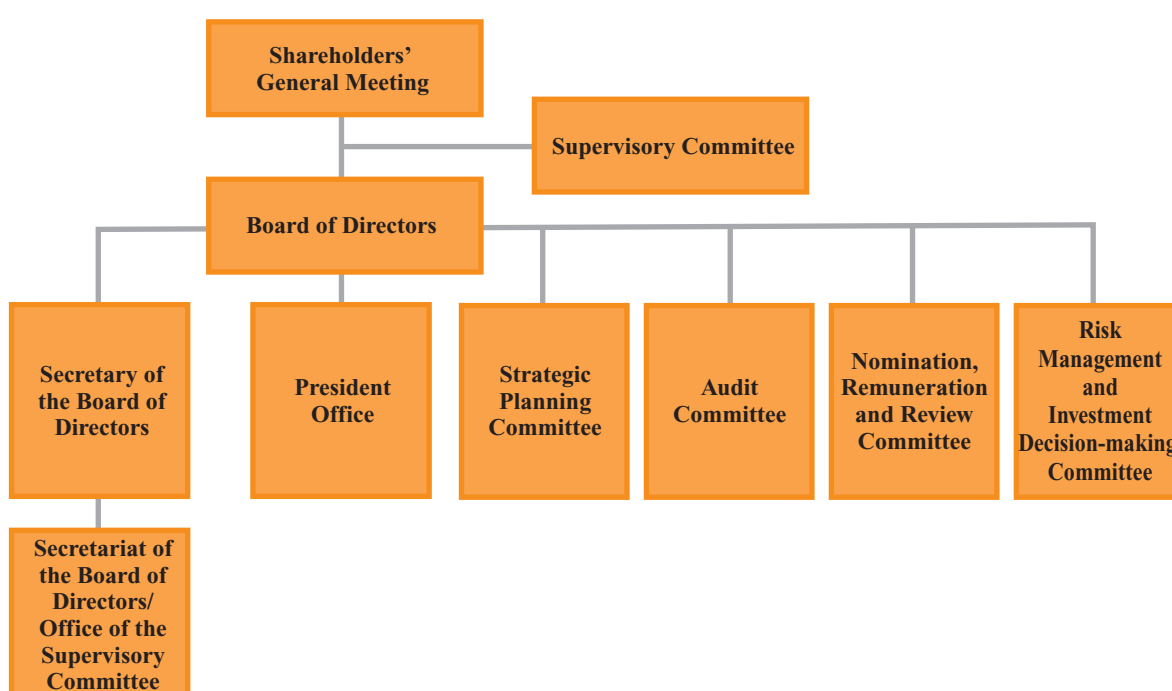 Shareholders’
General Meeting
Supervisory Committee
Board of Directors
Secretary of
the Board of
Directors
President
Office
Strategic
Planning
Committee
Audit
Committee
Nomination,
Remuneration
and Review
Committee
Risk
Management
and
Investment
Decision-making
Committee
Secretariat of
the Board of
Directors/
Office of the
Supervisory
Committee